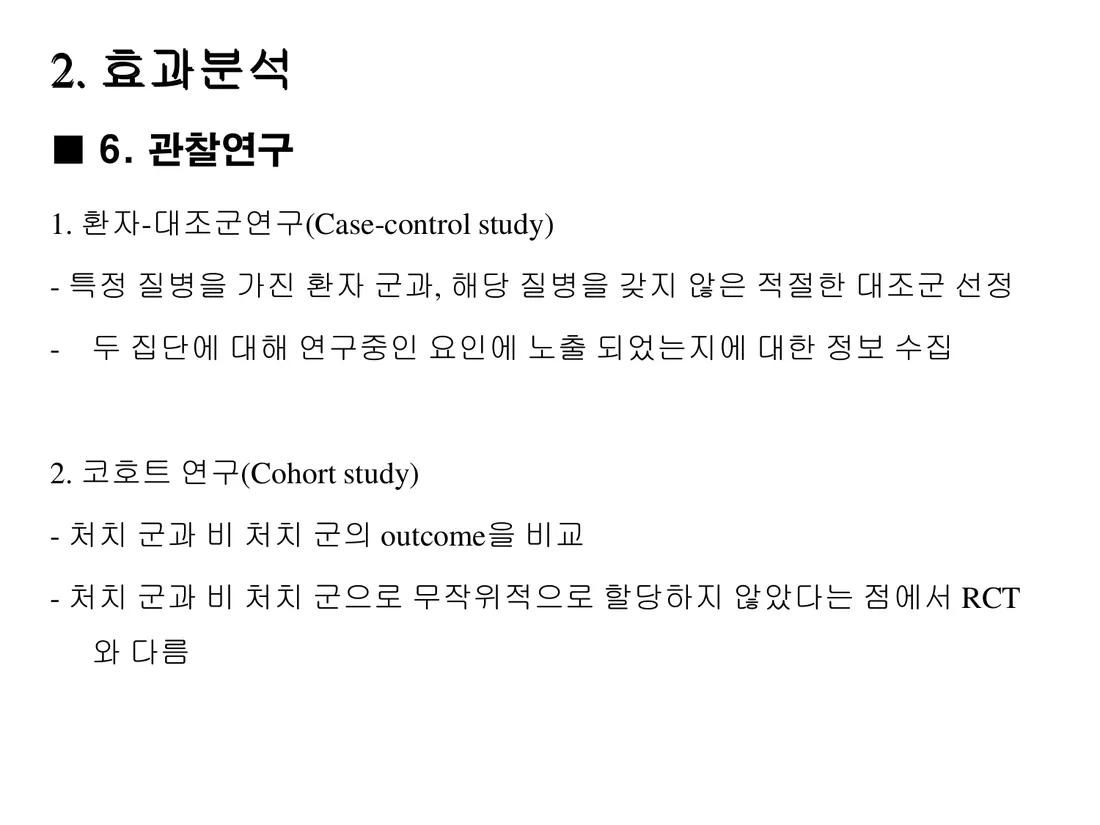 2. 효과분석
■ 6. 관찰연구
1. 환자-대조군연구(Case-control study)
- 특정 질병을 가진 환자 군과, 해당 질병을 갖지 않은 적절한 대조군 선정
- 두 집단에 대해 연구중인 요인에 노출 되었는지에 대한 정보 수집
2. 코호트 연구(Cohort study)
- 처치 군과 비 처치 군의 outcome을 비교
- 처치 군과 비 처치 군으로 무작위적으로 할당하지 않았다는 점에서 RCT
와 다름